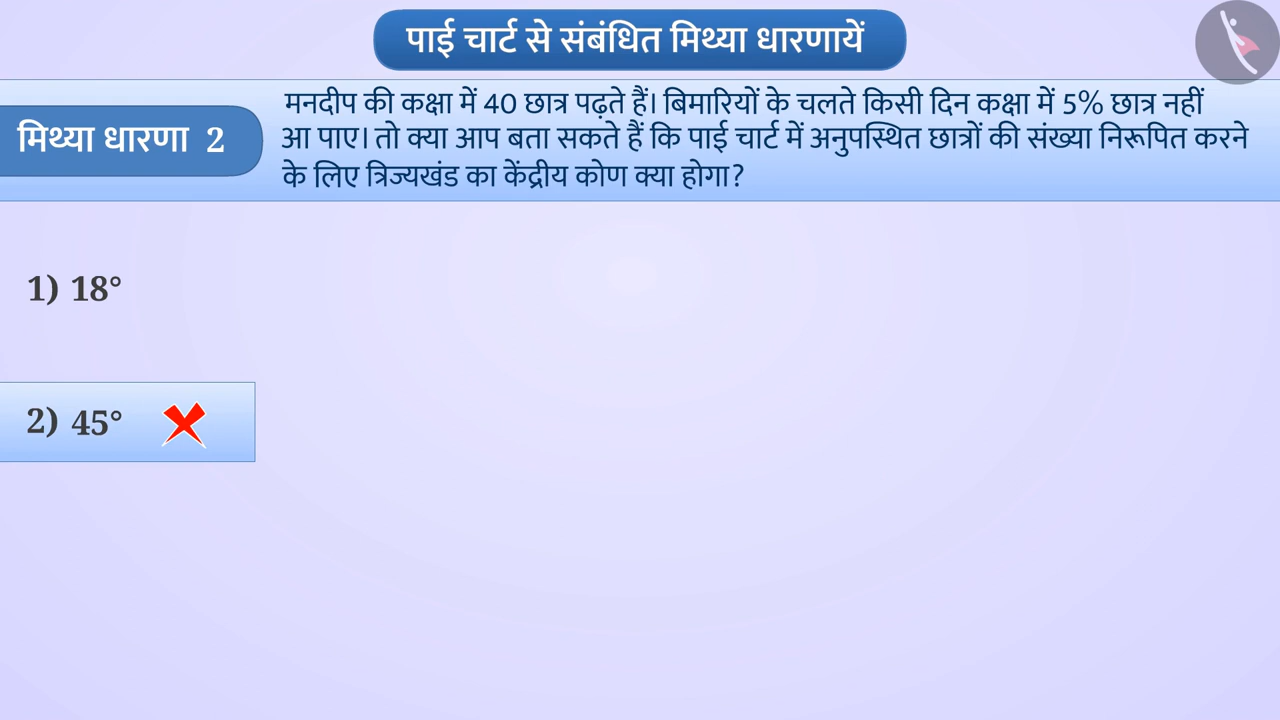 पाई चार्ट से संबंधित मिथ्या धारणायें
मिथ्या धारणा 2
मनदीप की कक्षा में 40 छात्र पढ़ते हैं। बिमारियों के चलते किसी दिन कक्षा में 5% छात्र नहीं
आ पाए। तो क्या आप बता सकते हैं कि पाई चार्ट में अनुपस्थित छात्रों की संख्या निरूपित करने
के लिए त्रिज्यखंड का केंद्रीय कोण क्या होगा?
1) 18°
2) 45°